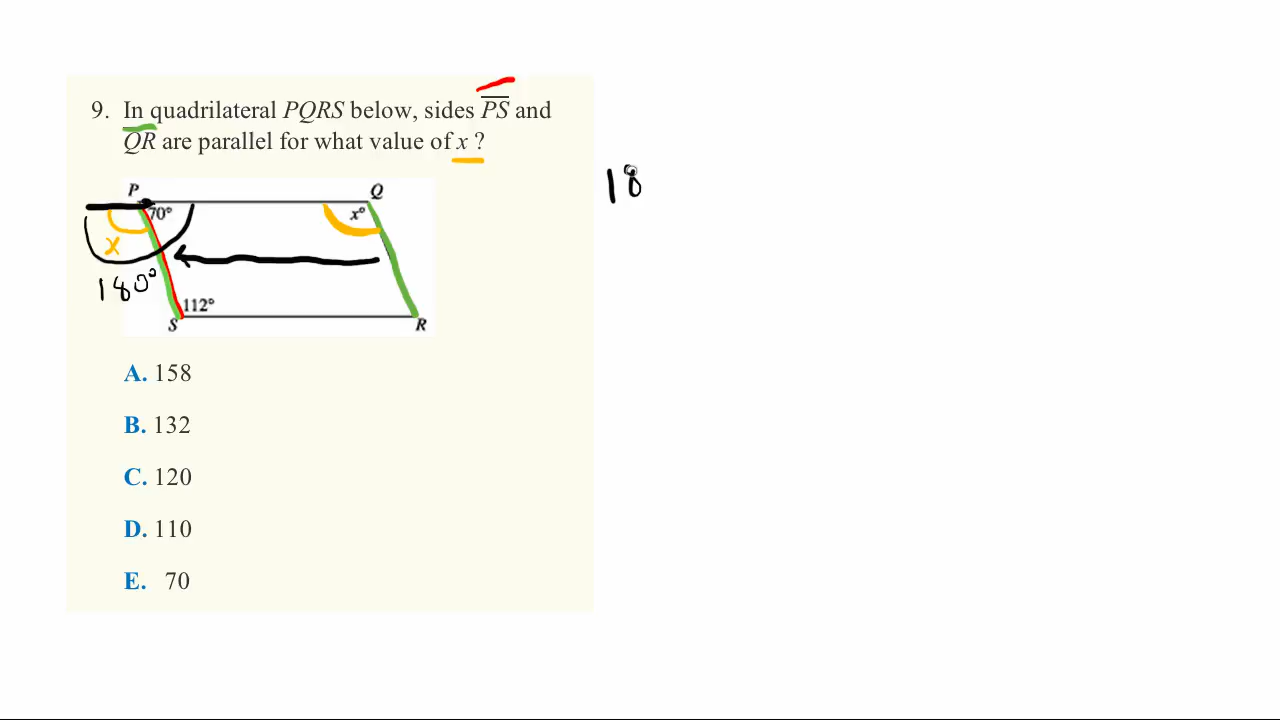 9. In quadrilateral PQRS below, sides PS and
QR are parallel for what value of x ?
P Q
70° x°
x
180°
112°
S R
18
A. 158
B. 132
C. 120
D. 110
E. 70